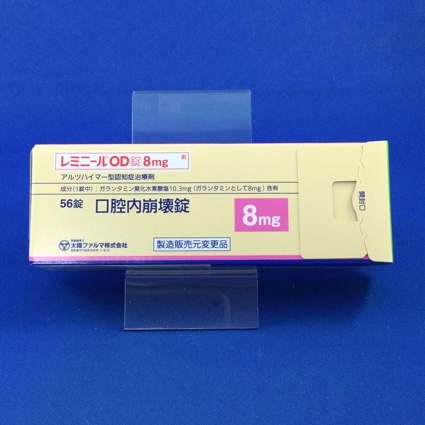 レミニール®OD錠8mg
アルツハイマー型認知症治療剤
成分(1錠中):ガランタミン臭化水素酸塩10.3mg(ガランタミンとして8mg)含有
56錠 口腔内崩壊錠 8mg
太陽ファルマ株式会社
製造販売元変更品
開封口